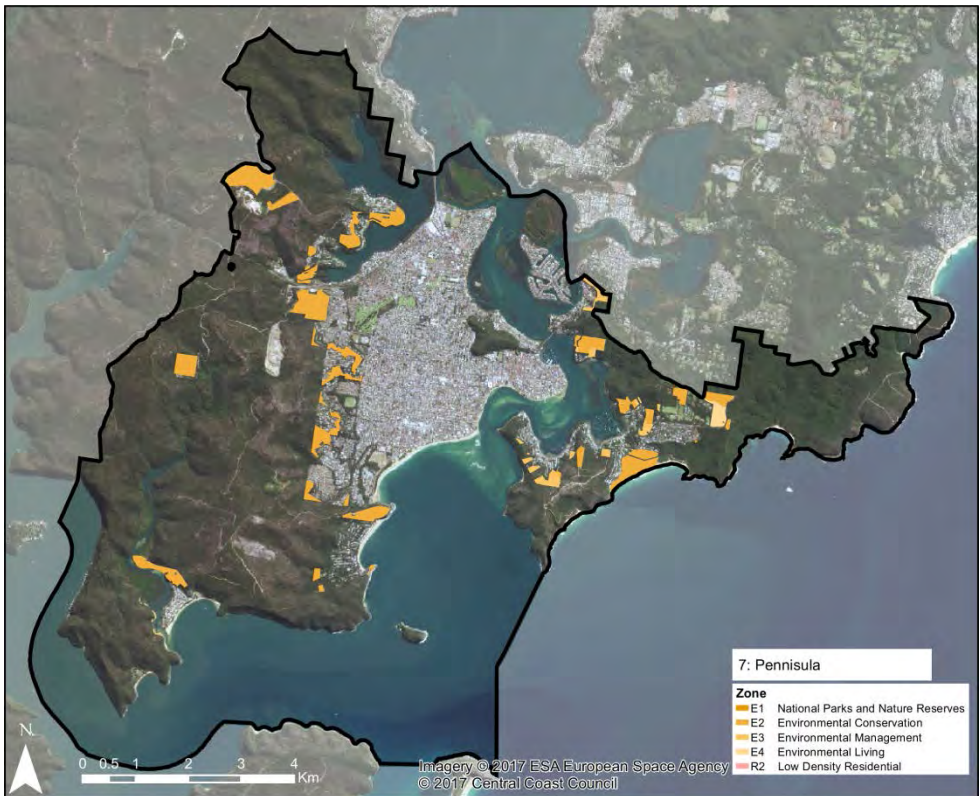 7: Pennisula
Zone
E1 National Parks and Nature Reserves
E2 Environmental Conservation
E3 Environmental Management
E4 Environmental Living
R2 Low Density Residential
N
0 0.5 1 2 3 4
Km
Imagery © 2017 ESA European Space Agency
© 2017 Central Coast Council